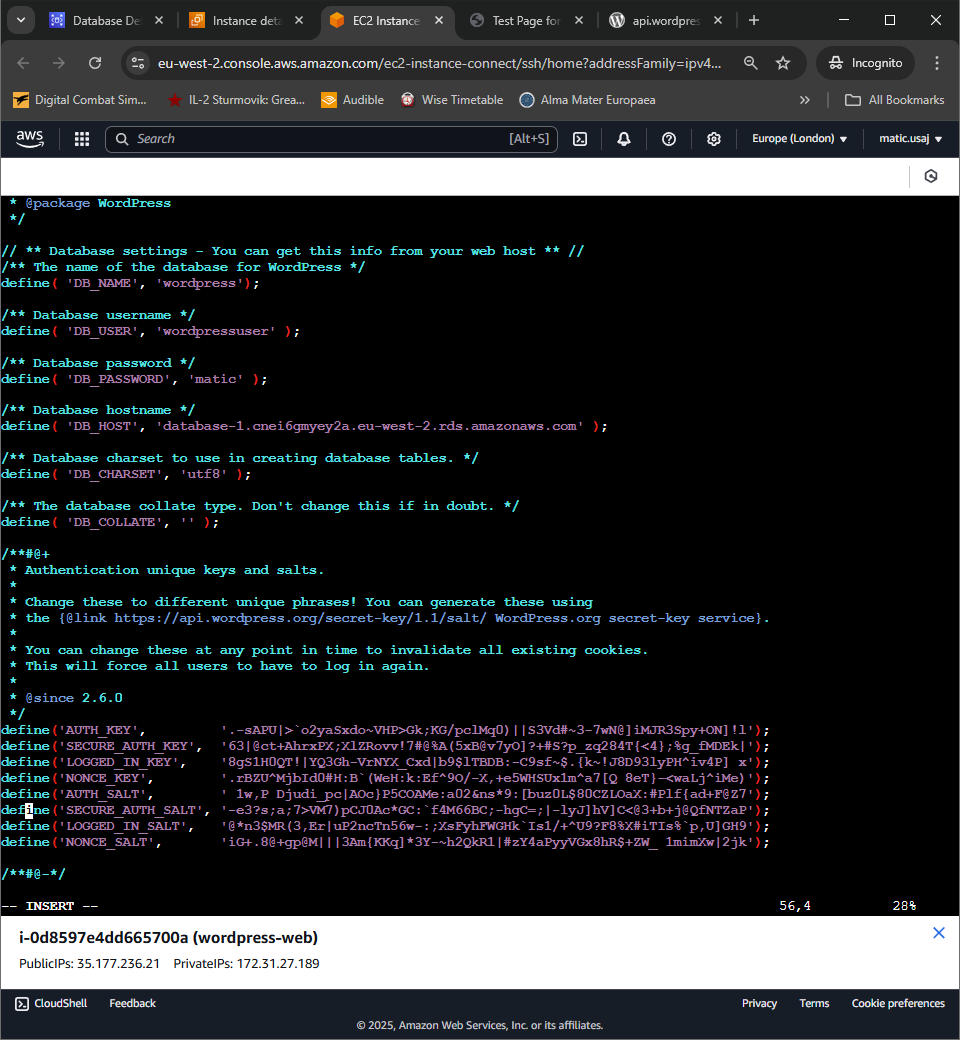 Database De
Instance deta
EC2 Instance
Test Page for
api.wordpres
eu-west-2.console.aws.amazon.com/ec2-instance-connect/ssh/home?addressFamily=ipv4...
Incognito
Digital Combat Sim...
IL-2 Sturmovik: Grea...
Audible
Wise Timetable
Alma Mater Europaea
All Bookmarks
aws
Search
[Alt+S]
Europe (London)
matic.usaj
* @package WordPress
*/
// ** Database settings - You can get this info from your web host ** //
/** The name of the database for WordPress */
define( 'DB_NAME', 'wordpress');
/** Database username */
define( 'DB_USER', 'wordpressuser' );
/** Database password */
define( 'DB_PASSWORD', 'matic' );
/** Database hostname */
define( 'DB_HOST', 'database-1.cnei6gmyey2a.eu-west-2.rds.amazonaws.com' );
/** Database charset to use in creating database tables. */
define( 'DB_CHARSET', 'utf8' );
/** The database collate type. Don't change this if in doubt. */
define( 'DB_COLLATE', '' );
/**#@+
* Authentication unique keys and salts.
*
* Change these to different unique phrases! You can generate these using
* the {@link https://api.wordpress.org/secret-key/1.1/salt/ WordPress.org secret-key service}.
*
* You can change these at any point in time to invalidate all existing cookies.
* This will force all users to have to log in again.
*
* @since 2.6.0
*/
define('AUTH_KEY', '.-sAPU|>`o2yaSxdo~VHP>Gk;KG/pclMq0)||S3Vd#~3-7wN@]iMJR3Spy+ON]!l');
define('SECURE_AUTH_KEY', '63|@ct+AhrxPX;XlZRovv!7#@%A(5xB@v7yO]?+#S?p_zq284T{<4};%g_fMDEk|');
define('LOGGED_IN_KEY', '8gS1H0QT!|YQ3Gh-VrNYX_Cxd|b9$lTBDB:-C9sf~$.{k~!J8D93lyPH^iv4P] x');
define('NONCE_KEY', '.rBZU^MjbId0#H:B`(WeH:k:Ef^9O/-X,+e5WHSUx1m^a7[Q 8eT}-<waLj^iMe)');
define('AUTH_SALT', ' 1w,P Djudi_pc|AOc}P5COAMe:a02&ns*9:[buz0L$80CZLOaX:#Plf{ad+F@Z7');
define('SECURE_AUTH_SALT', '-e3?s;a;7>VM7)pCJ0Ac*GC:`f4M66BC;-hgC=;|-lyJ]hV]C<@3+b+j@QfNTZaP');
define('LOGGED_IN_SALT', '@*n3$MR(3,Er|uP2ncTn56w-:;XsFyhFWGHk`Is1/+^U9?F8%X#iTIs%`p,U]GH9');
define('NONCE_SALT', 'iG+.8@+gp@M|||3Am{KKq]*3Y-~h2QkRl|#zY4aPyyVGx8hR$+ZW_ 1mimXw|2jk');
/**#@-*/
-- INSERT --
56,4
28%
i-0d8597e4dd665700a (wordpress-web)
PublicIPs: 35.177.236.21 PrivateIPs: 172.31.27.189
CloudShell
Feedback
Privacy
Terms
Cookie preferences
© 2025, Amazon Web Services, Inc. or its affiliates.